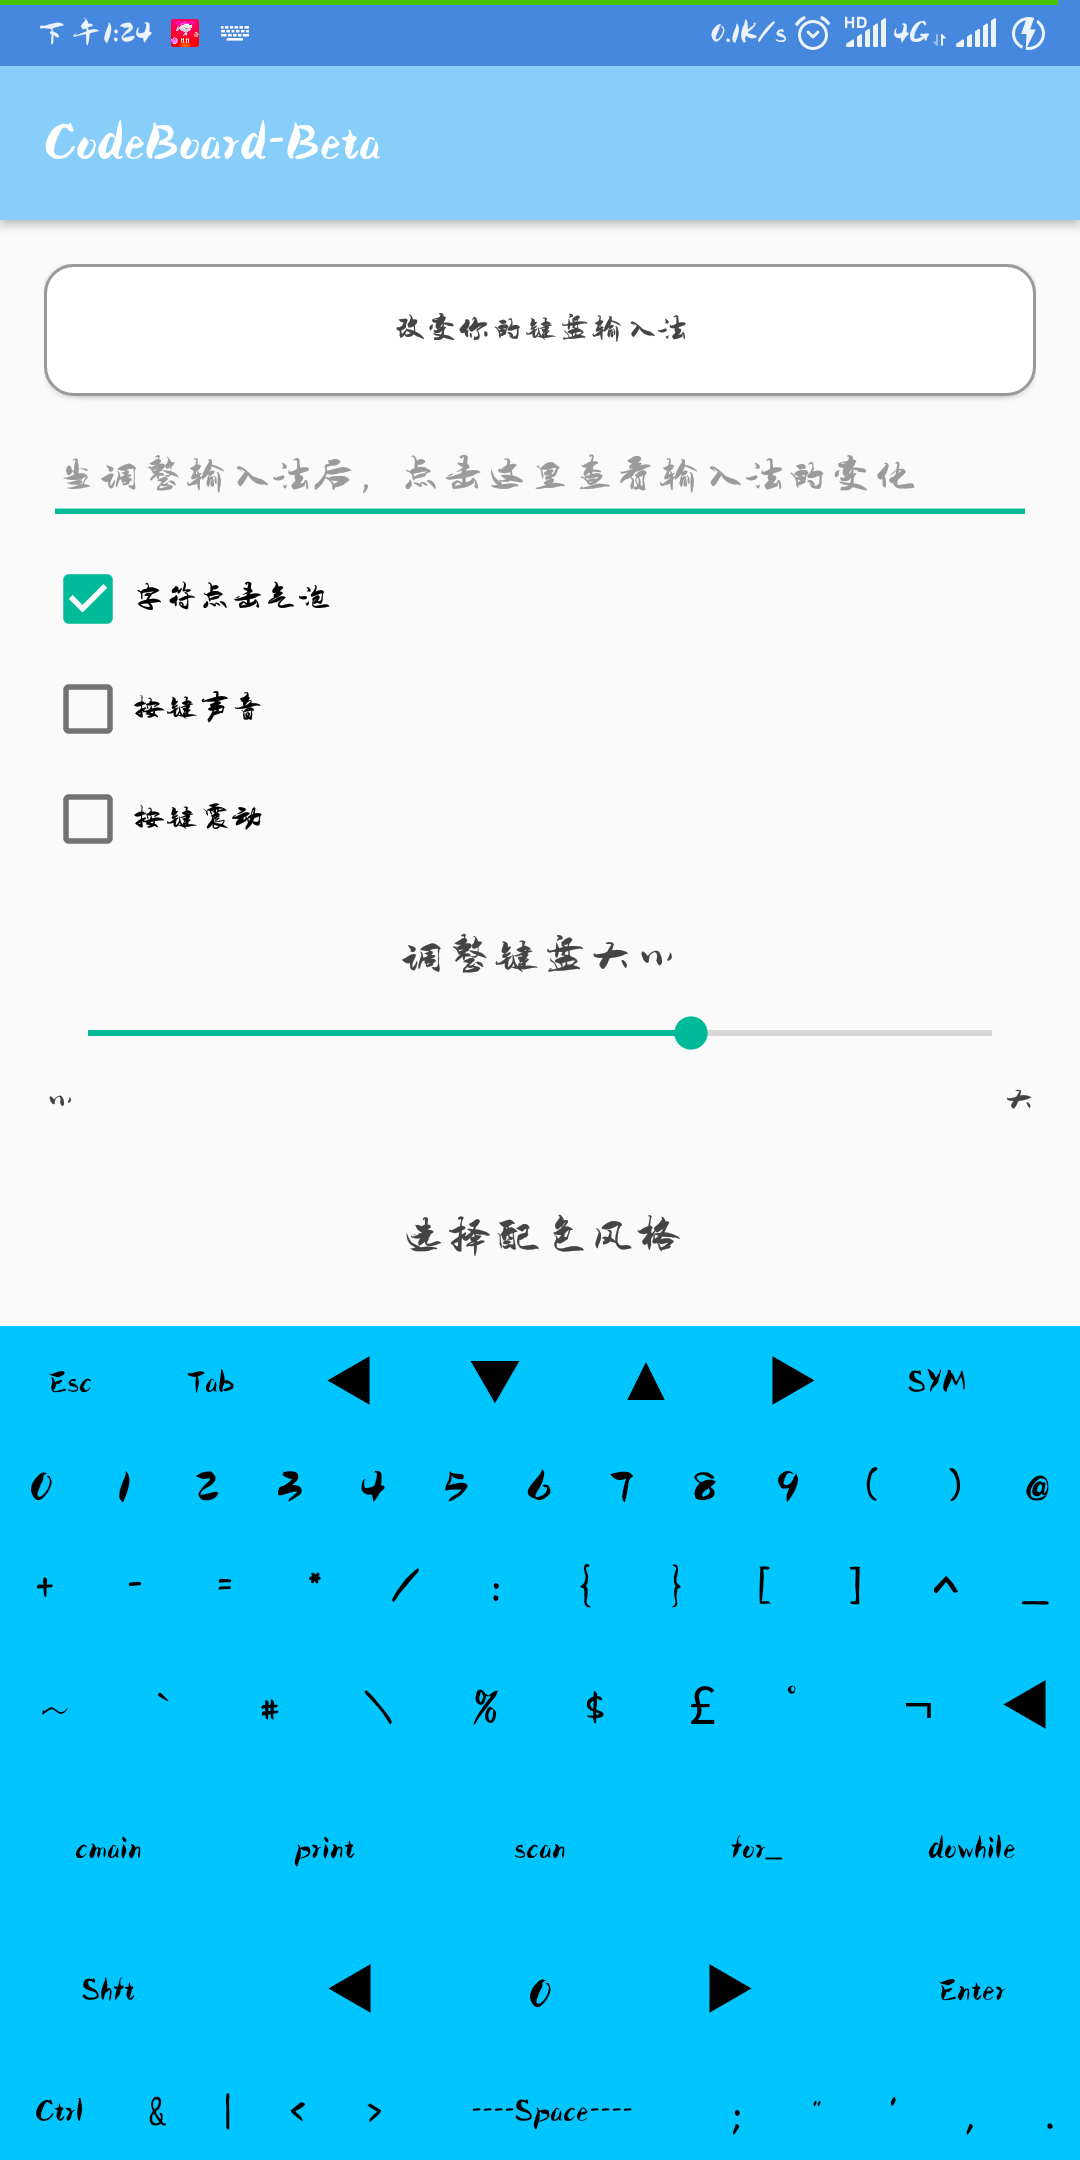 下午1:24 0.1K/s HD 4G
CodeBoard-Beta
改变你的键盘输入法
当调整输入法后，点击这里查看输入法的变化
字符点击气泡
按键声音
按键震动
调整键盘大小
小 大
选择配色风格
Esc Tab ◀ ▼ ▲ ▶ SYM
0 1 2 3 4 5 6 7 8 9 ( ) @
+ - = * / : { } [ ] ^ _
~ ` # \ % $ £ ° ¬ ◀
cmain print scan for_ dowhile
Shft ◀ 0 ▶ Enter
Ctrl & | < > ----Space---- ; " ' , .